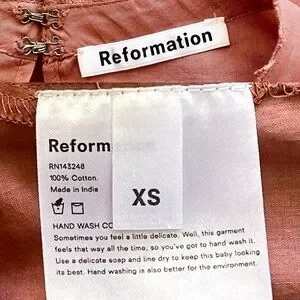 Reformation
Reform
RN143248
100% Cotton.
Made in India
XS
HAND WASH CO
Sometimes you feel a little delicate. Well, this garment
feels that way all the time, so you've got to hand wash it.
Use a delicate soap and line dry to keep this baby looking
its best. Hand washing is also better for the environment.